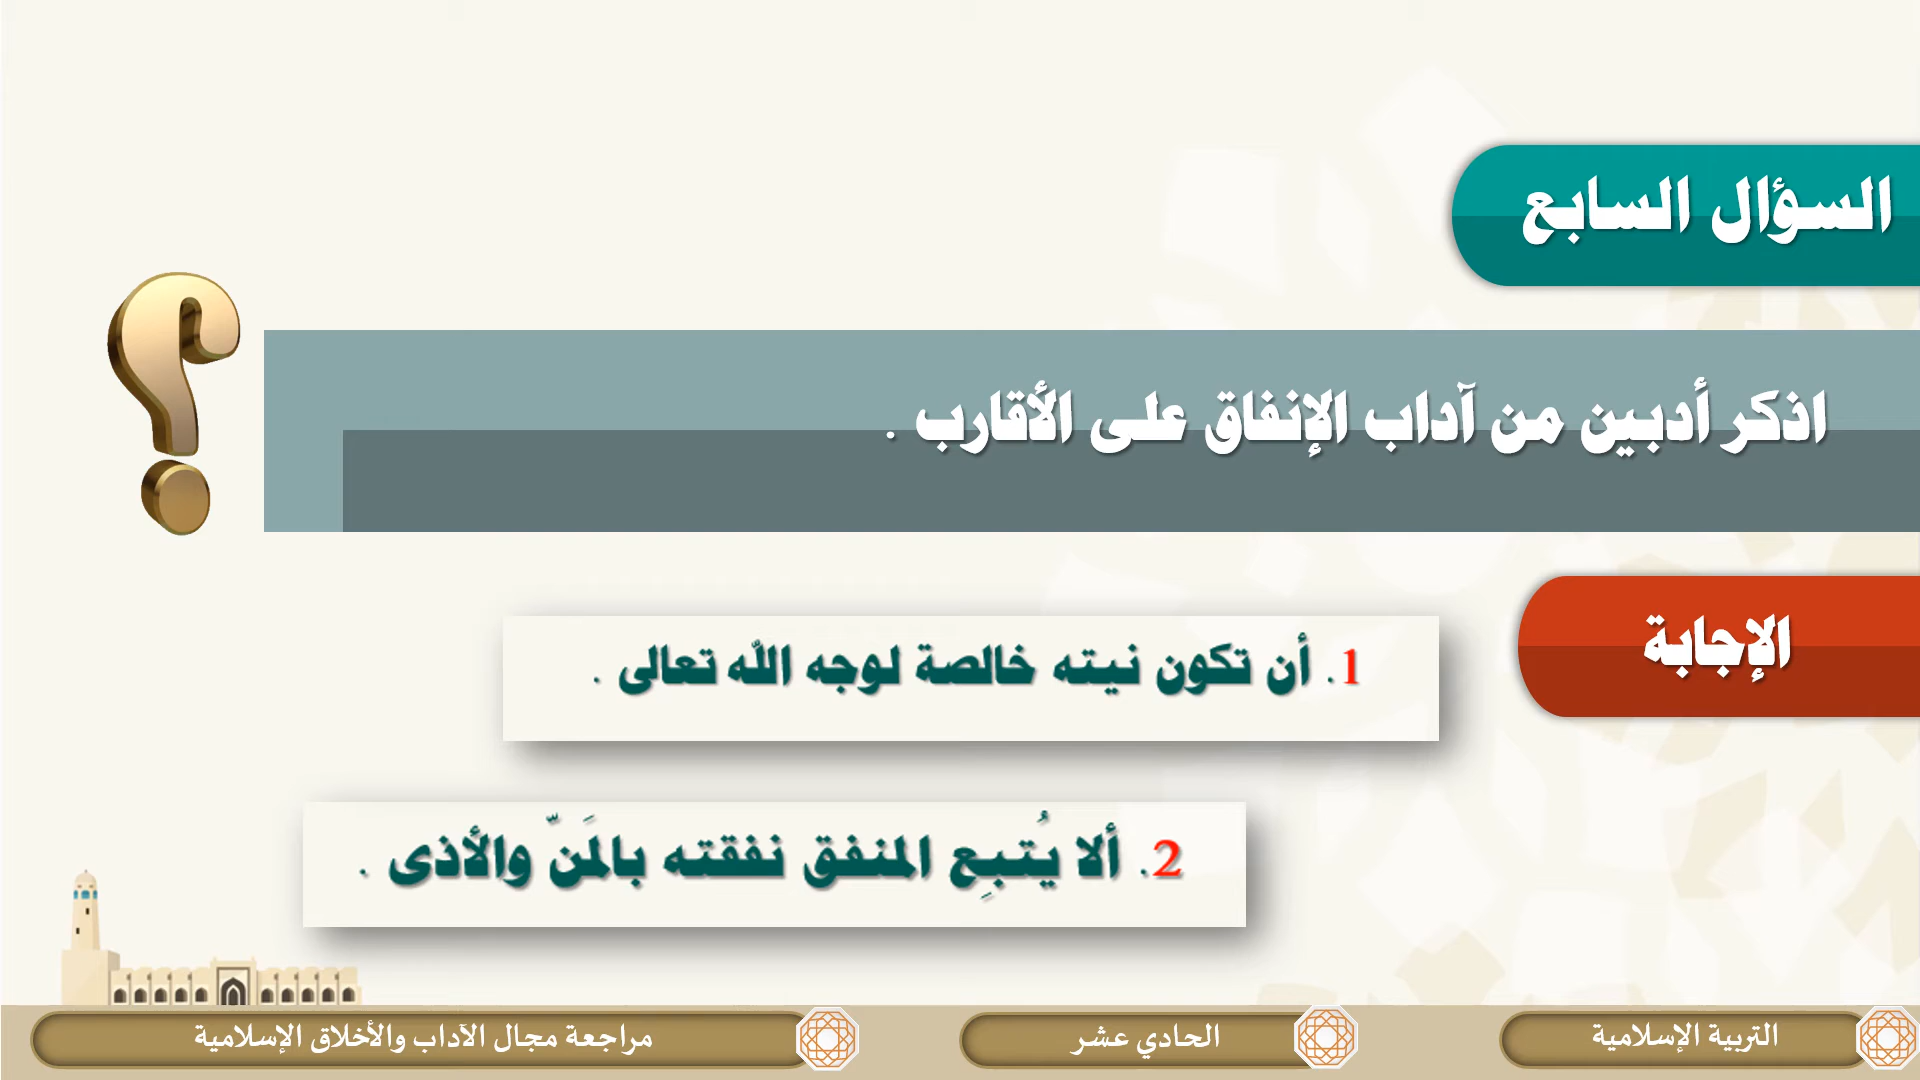 السؤال السابع
اذكر أدبين من آداب الإنفاق على الأقارب .
الإجابة
1. أن تكون نيته خالصة لوجه الله تعالى .
2. ألا يُتبِع المنفق نفقته بالمَنّ والأذى .
التربية الإسلامية
الحادي عشر
مراجعة مجال الآداب والأخلاق الإسلامية